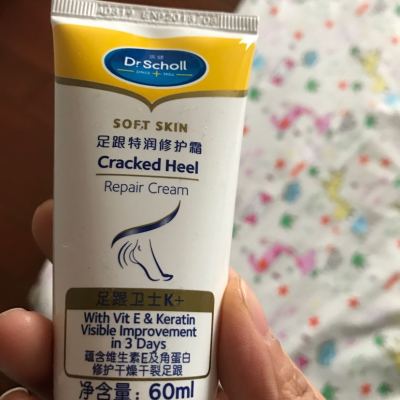 Dr Scholl
SINCE 1904
SOFT SKIN
足跟特润修护霜
Cracked Heel
Repair Cream
足跟卫士K+
With Vit E & Keratin
Visible Improvement
in 3 Days
蕴含维生素E及角蛋白
修护干燥干裂足跟
净含量: 60ml